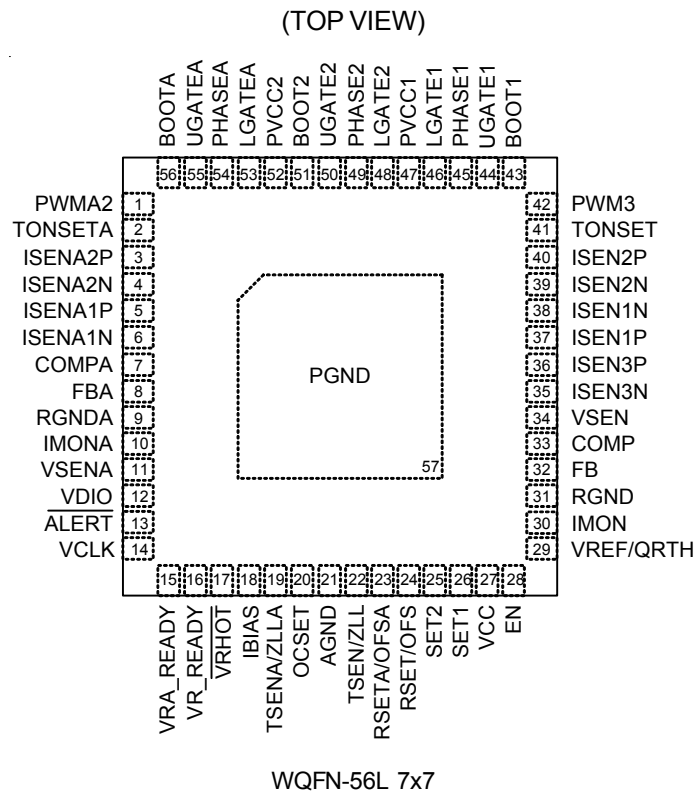 (TOP VIEW)
BOOTA
UGATEA
PHASEA
LGATEA
PVCC2
BOOT2
UGATE2
PHASE2
LGATE2
PVCC1
LGATE1
PHASE1
UGATE1
BOOT1
56 55 54 53 52 51 50 49 48 47 46 45 44 43
PWMA2 1
TONSETA 2
ISENA2P 3
ISENA2N 4
ISENA1P 5
ISENA1N 6
COMPA 7
FBA 8
RGNDA 9
IMONA 10
VSENA 11
VDIO 12
ALERT 13
VCLK 14
PGND
57
42 PWM3
41 TONSET
40 ISEN2P
39 ISEN2N
38 ISEN1N
37 ISEN1P
36 ISEN3P
35 ISEN3N
34 VSEN
33 COMP
32 FB
31 RGND
30 IMON
29 VREF/QRTH
15 16 17 18 19 20 21 22 23 24 25 26 27 28
VRA_READY
VR_READY
VRHOT
IBIAS
TSENA/ZLLA
OCSET
AGND
TSEN/ZLL
RSETA/OFSA
RSET/OFS
SET2
SET1
VCC
EN
WQFN-56L 7x7